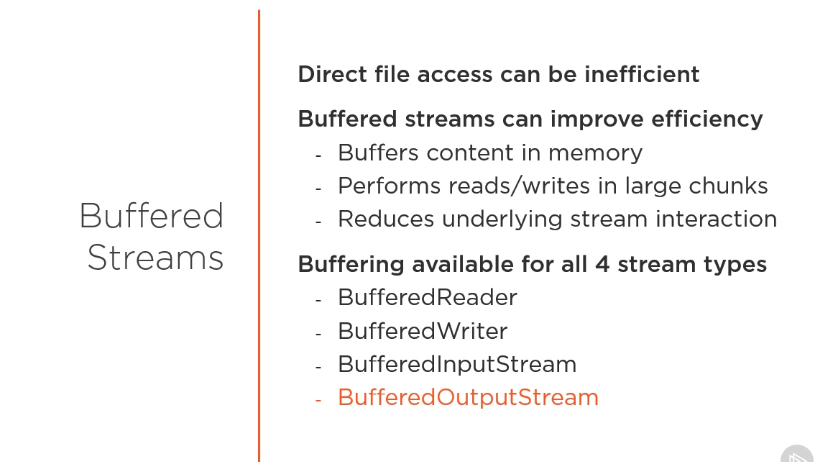 Buffered
Streams
Direct file access can be inefficient
Buffered streams can improve efficiency
- Buffers content in memory
- Performs reads/writes in large chunks
- Reduces underlying stream interaction
Buffering available for all 4 stream types
- BufferedReader
- BufferedWriter
- BufferedInputStream
- BufferedOutputStream